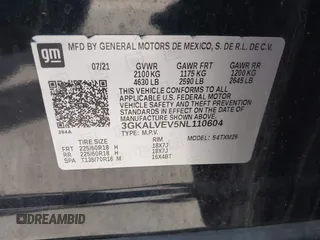 gm
MFD BY GENERAL MOTORS DE MEXICO, S. DE R.L. DE C.V.
07/21 GVWR GAWR FRT GAWR RR
2100 KG 1175 KG 1200 KG
4630 LB 2590 LB 2645 LB
THIS VEHICLE CONFORMS TO ALL APPLICABLE U.S. FEDERAL MOTOR VEHICLE SAFETY, BUMPER, AND THEFT PREVENTION STANDARDS IN EFFECT ON THE DATE OF MANUFACTURE SHOWN ABOVE.
3GKALVEV5NL110604
TYPE: M.P.V.
TIRE SIZE RIM
FRT 225/60R18 H 18X7J
RR 225/60R18 H 18X7J
SPA T135/70R16 M 16X4BT
DREAMBID